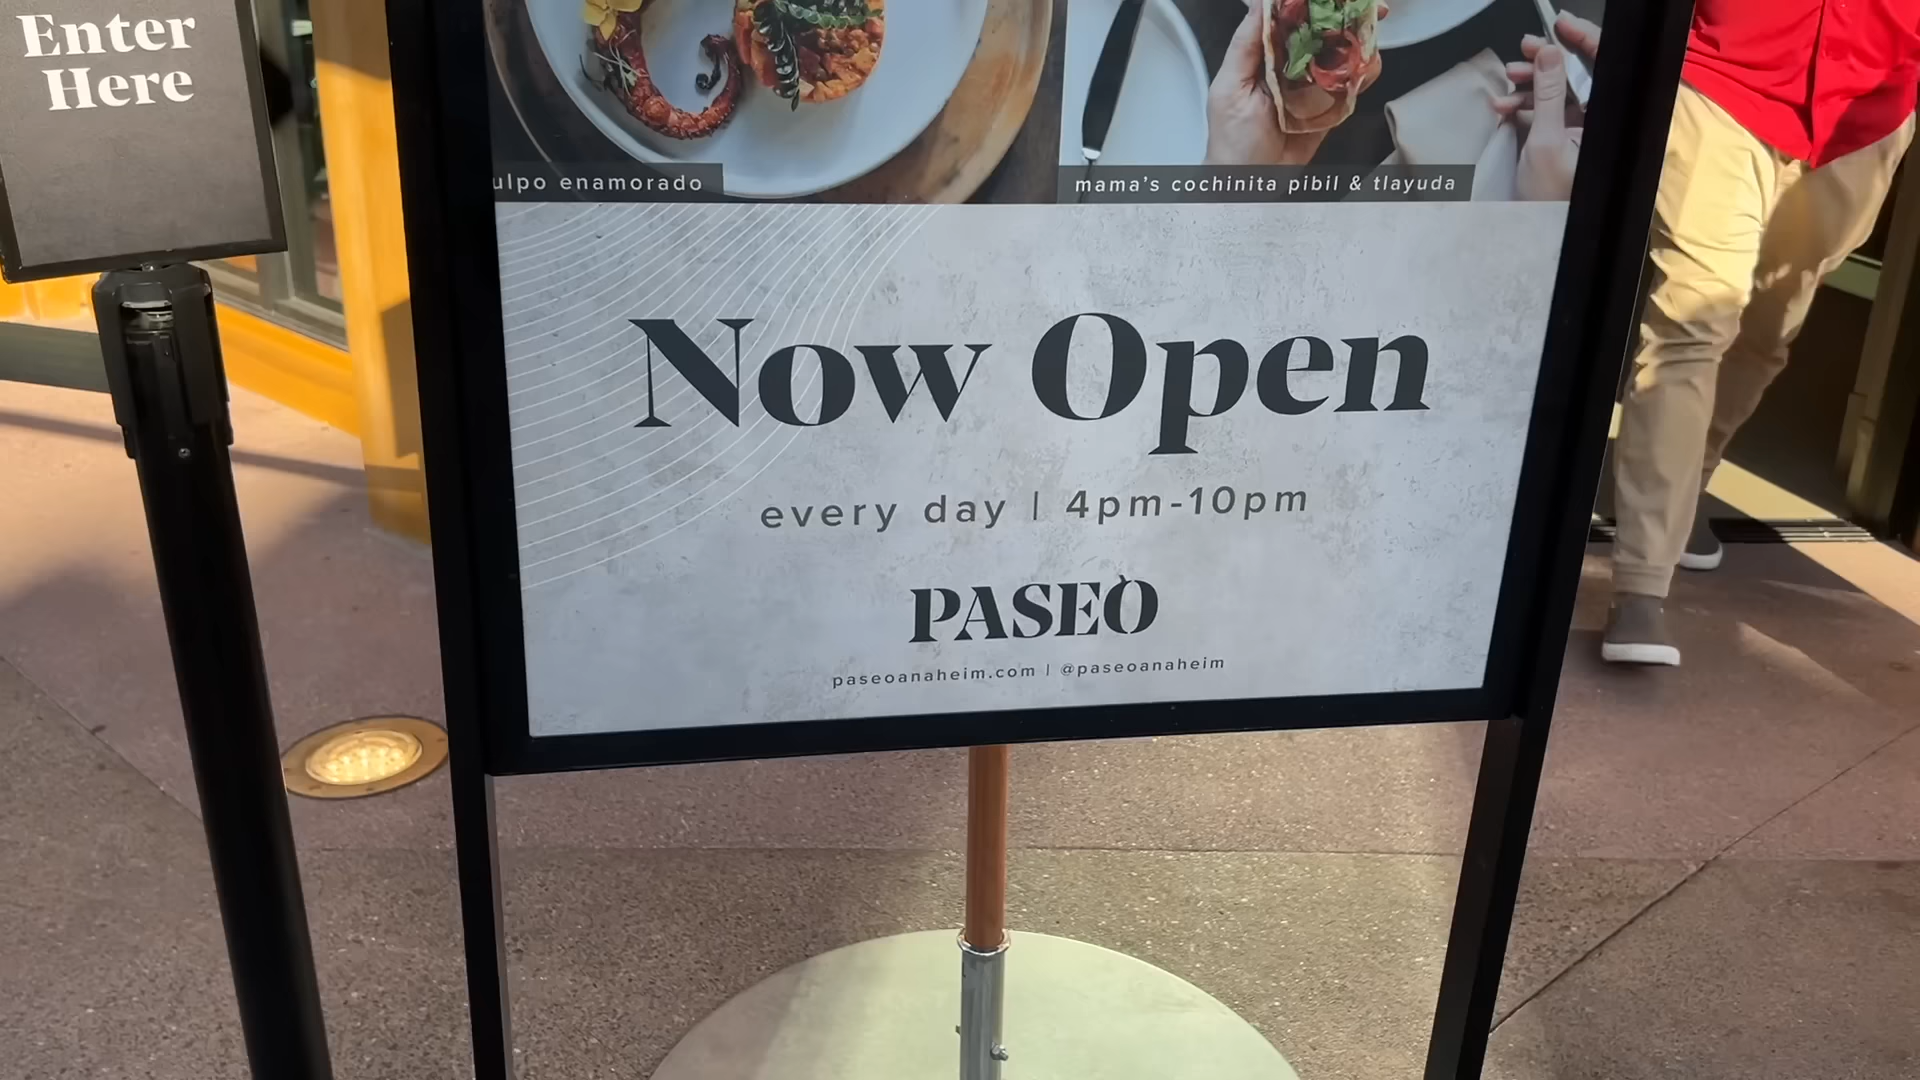 Enter
Here
ulpo enamorado
mama's cochinita pibil & tlayuda
Now Open
every day | 4pm-10pm
PASEO
paseoanaheim.com | @paseoanaheim